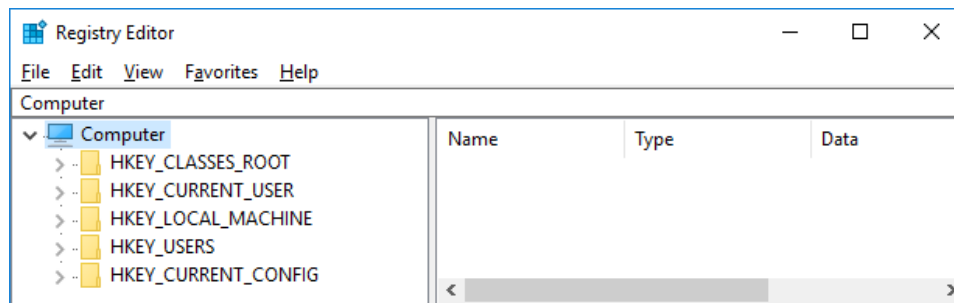 Registry Editor
File Edit View Favorites Help
Computer
Computer
HKEY_CLASSES_ROOT
HKEY_CURRENT_USER
HKEY_LOCAL_MACHINE
HKEY_USERS
HKEY_CURRENT_CONFIG
Name Type Data